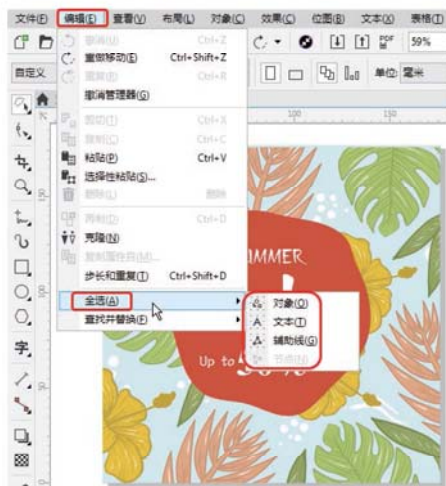 文件(F) 编辑(E) 查看(V) 布局(L) 对象(C) 效果(C) 位图(B) 文本(X) 表格(T)
PDF 59%
自定义 单位: 毫米
撤消(U) Ctrl+Z
重做移动(E) Ctrl+Shift+Z
重复(R) Ctrl+R
撤消管理器(G)
剪切(T) Ctrl+X
复制(C) Ctrl+C
粘贴(P) Ctrl+V
选择性粘贴(S)...
删除(L) 删除
再制(D) Ctrl+D
克隆(N)
复制属性自(M)...
步长和重复(T) Ctrl+Shift+D
全选(A)
查找并替换(F)
对象(O)
文本(T)
辅助线(G)
节点(N)
100 150
字
UMMER
Up to